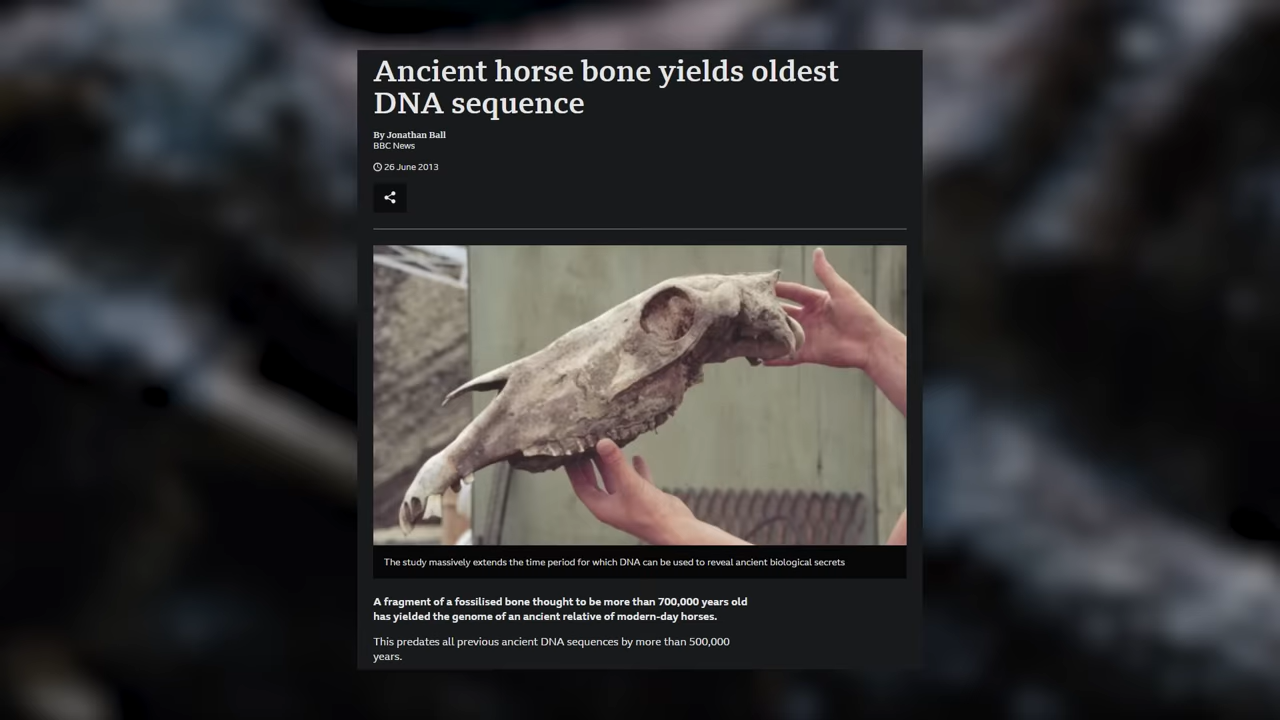 Ancient horse bone yields oldest
DNA sequence
By Jonathan Ball
BBC News
26 June 2013
The study massively extends the time period for which DNA can be used to reveal ancient biological secrets
A fragment of a fossilised bone thought to be more than 700,000 years old
has yielded the genome of an ancient relative of modern-day horses.
This predates all previous ancient DNA sequences by more than 500,000
years.